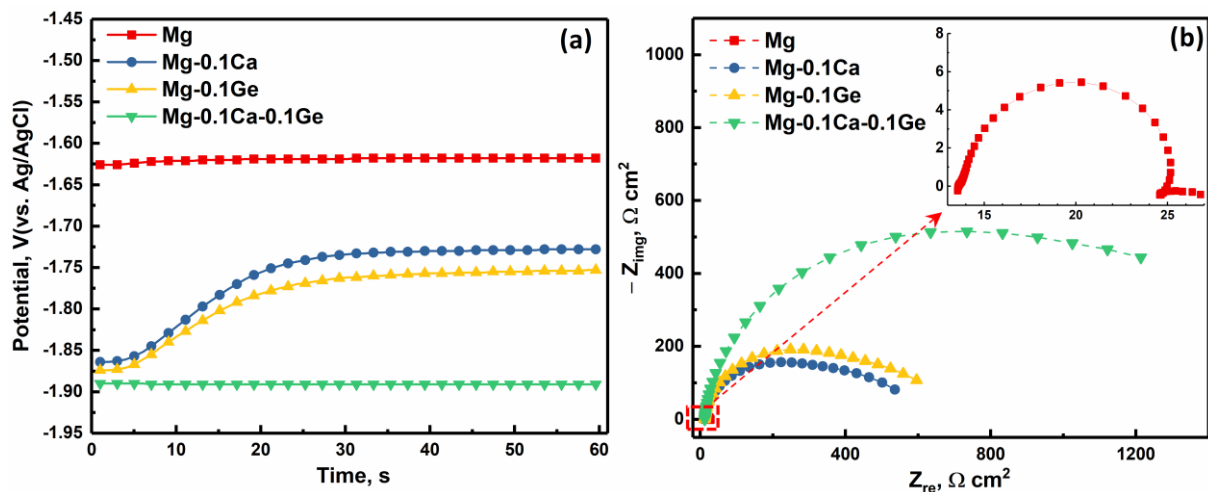 (a)
Mg
Mg-0.1Ca
Mg-0.1Ge
Mg-0.1Ca-0.1Ge
-1.45
-1.50
-1.55
-1.60
-1.65
-1.70
-1.75
-1.80
-1.85
-1.90
-1.95
Potential, V(vs. Ag/AgCl)
0 10 20 30 40 50 60
Time, s
(b)
Mg
Mg-0.1Ca
Mg-0.1Ge
Mg-0.1Ca-0.1Ge
1000
800
600
400
200
0
− Zimg, Ω cm²
0 400 800 1200
Zre, Ω cm²
8
6
4
2
0
15 20 25